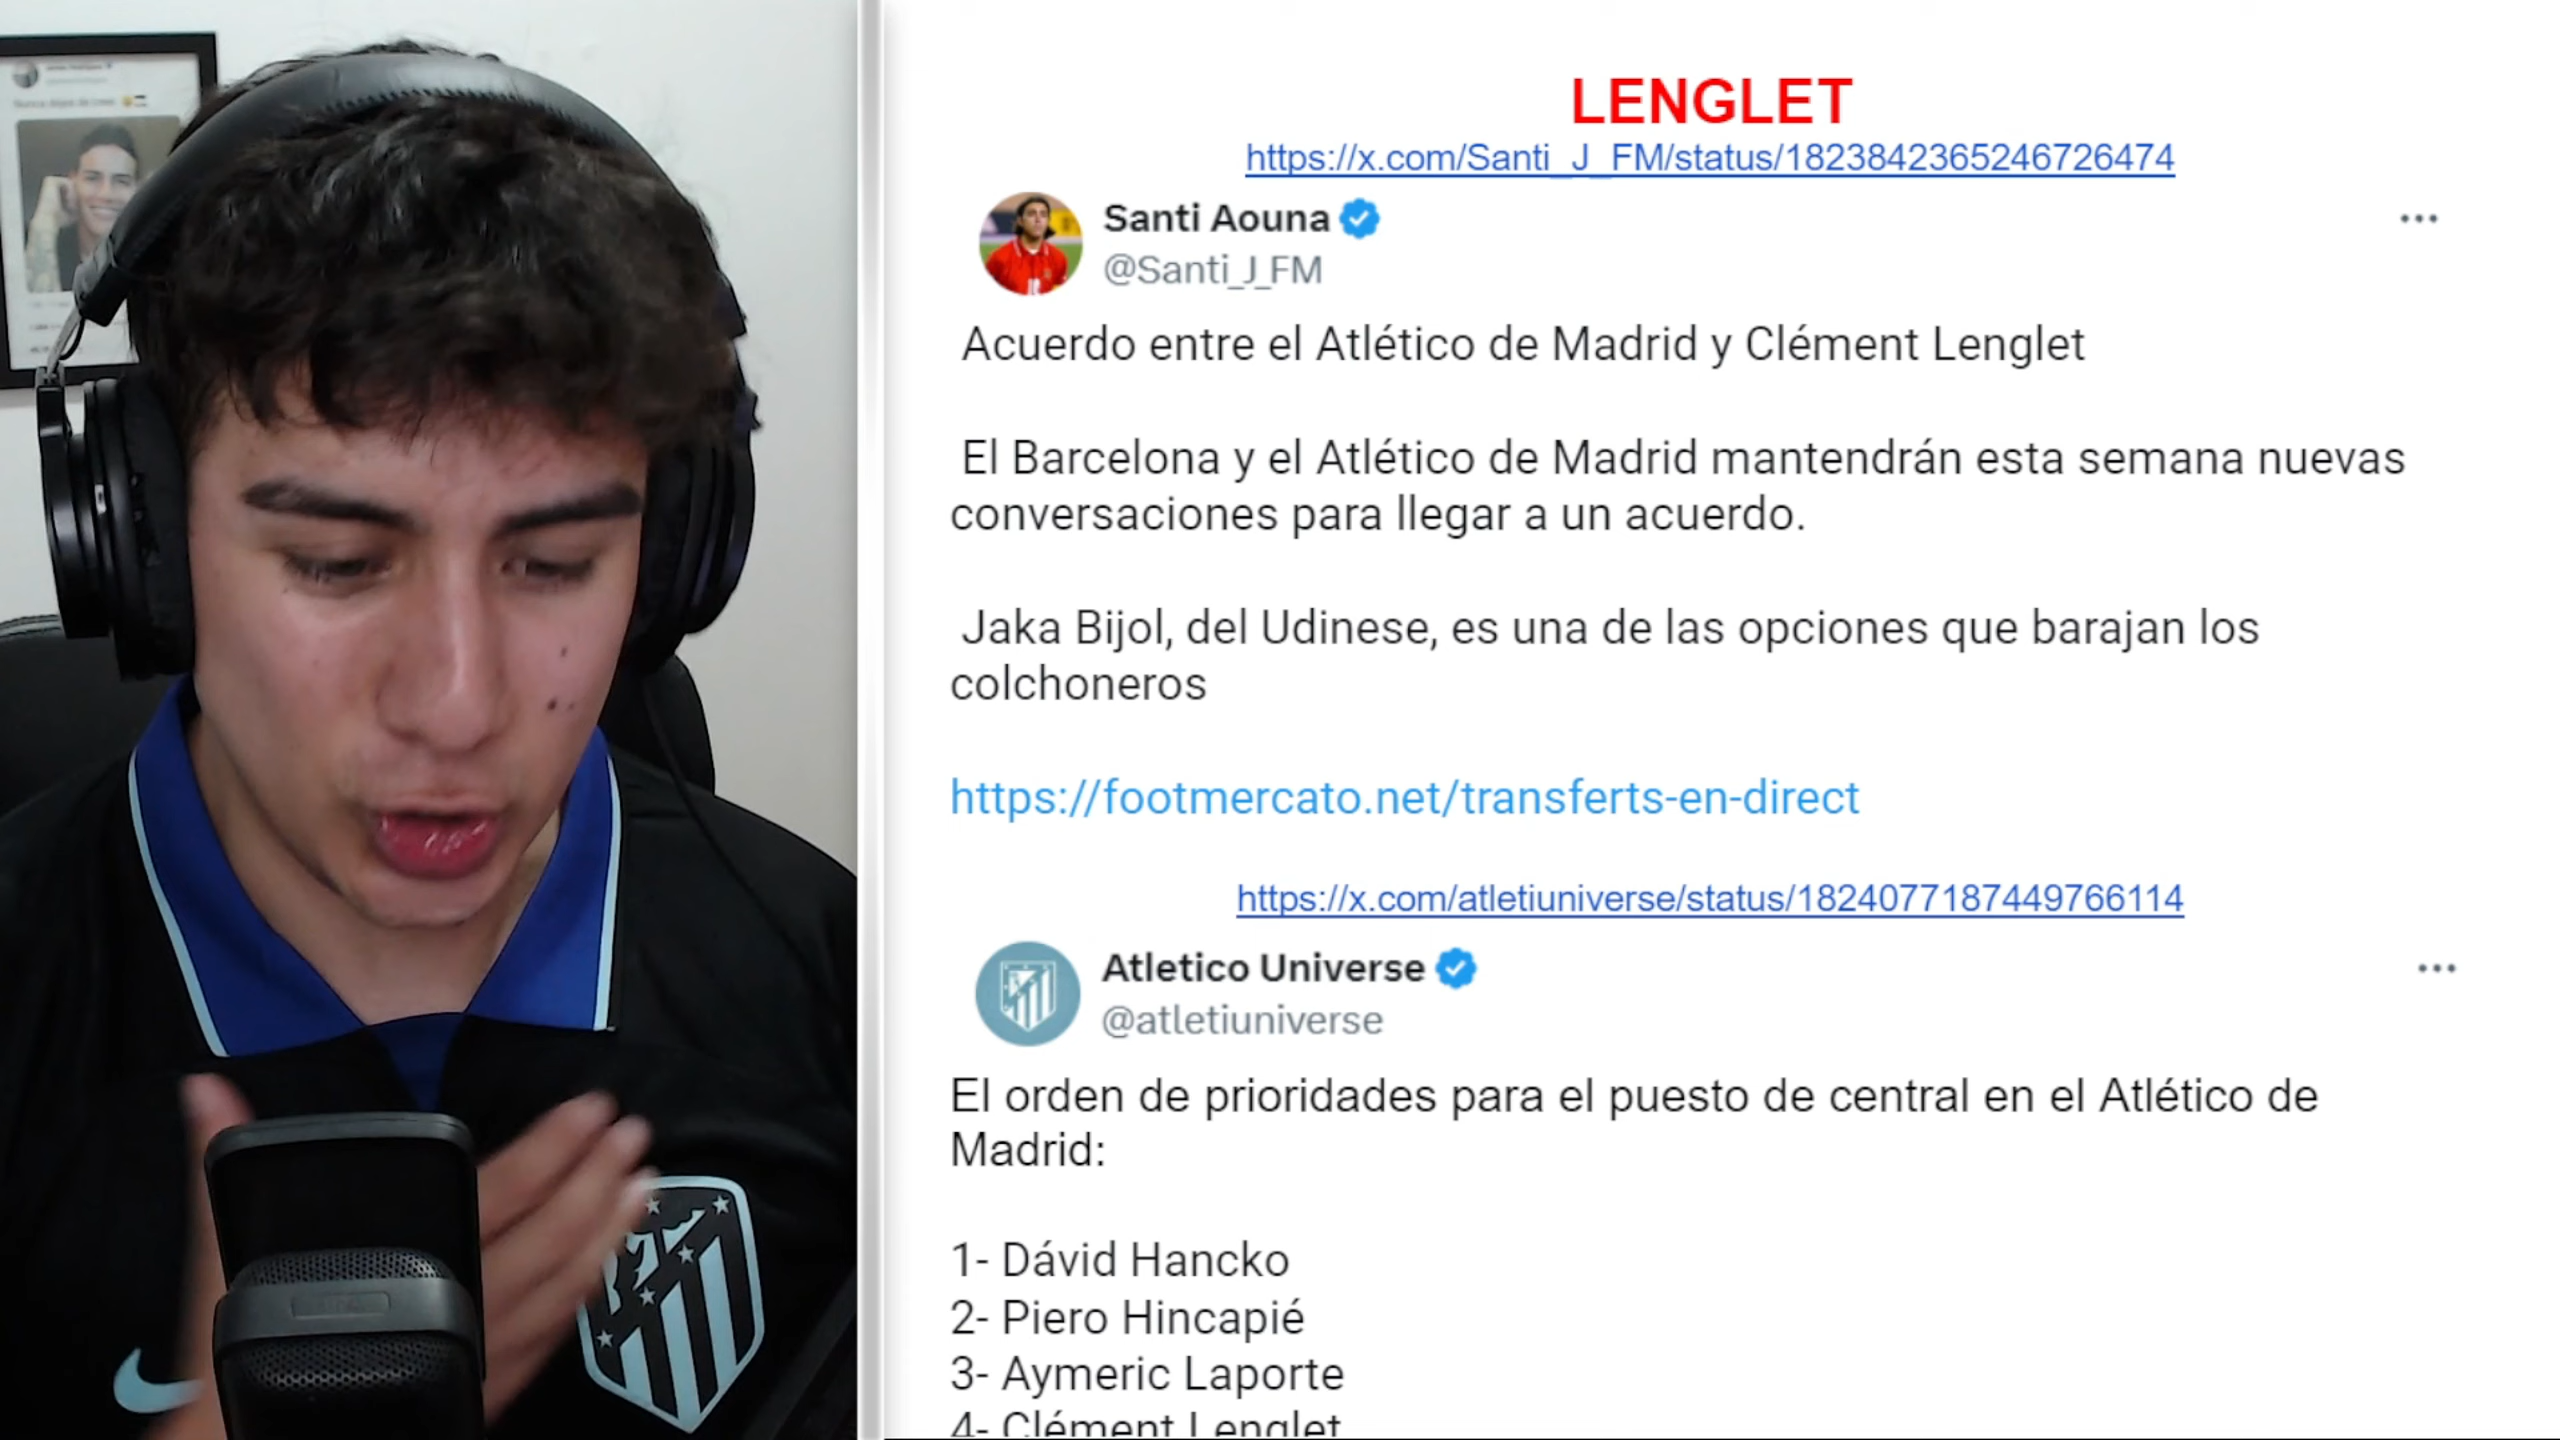 LENGLET
https://x.com/Santi_J_FM/status/1823842365246726474
Santi Aouna
@Santi_J_FM
Acuerdo entre el Atlético de Madrid y Clément Lenglet
El Barcelona y el Atlético de Madrid mantendrán esta semana nuevas
conversaciones para llegar a un acuerdo.
Jaka Bijol, del Udinese, es una de las opciones que barajan los
colchoneros
https://footmercato.net/transferts-en-direct
https://x.com/atletiuniverse/status/1824077187449766114
Atletico Universe
@atletiuniverse
El orden de prioridades para el puesto de central en el Atlético de
Madrid:
1- Dávid Hancko
2- Piero Hincapié
3- Aymeric Laporte
4- Clément Lenglet